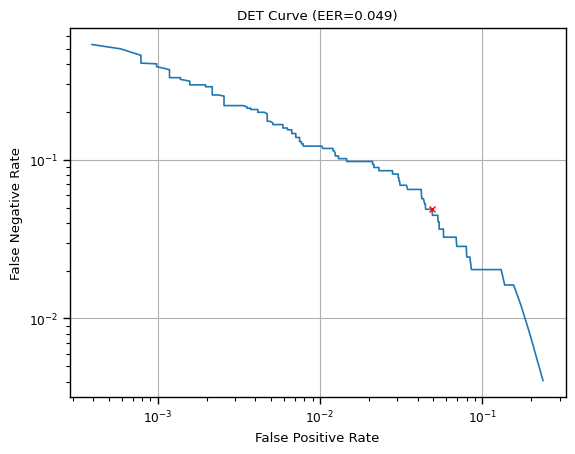 DET Curve (EER=0.049)
False Negative Rate
10⁻¹
10⁻²
10⁻³ 10⁻² 10⁻¹
False Positive Rate